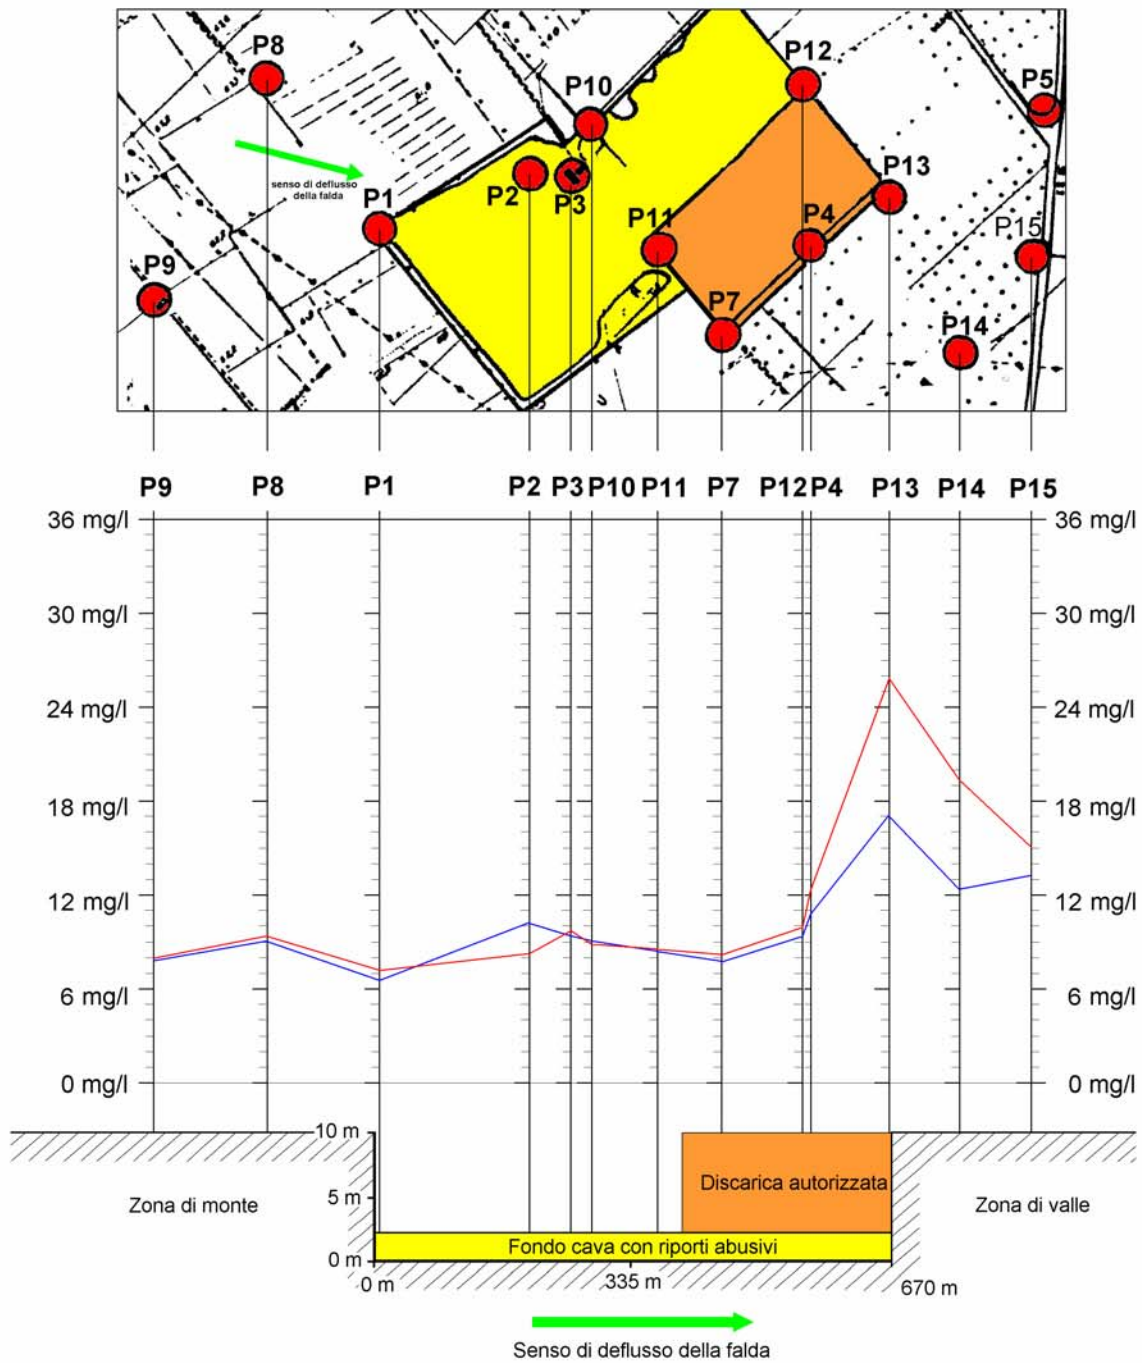 P8
P12
P5
P10
senso di deflusso
della falda
P1
P2
P3
P13
P11
P4
P15
P9
P7
P14
P9 P8 P1 P2 P3 P10 P11 P7 P12 P4 P13 P14 P15
36 mg/l 36 mg/l
30 mg/l 30 mg/l
24 mg/l 24 mg/l
18 mg/l 18 mg/l
12 mg/l 12 mg/l
6 mg/l 6 mg/l
0 mg/l 0 mg/l
10 m
Discarica autorizzata
Zona di monte
5 m
Zona di valle
Fondo cava con riporti abusivi
0 m
0 m 335 m 670 m
Senso di deflusso della falda